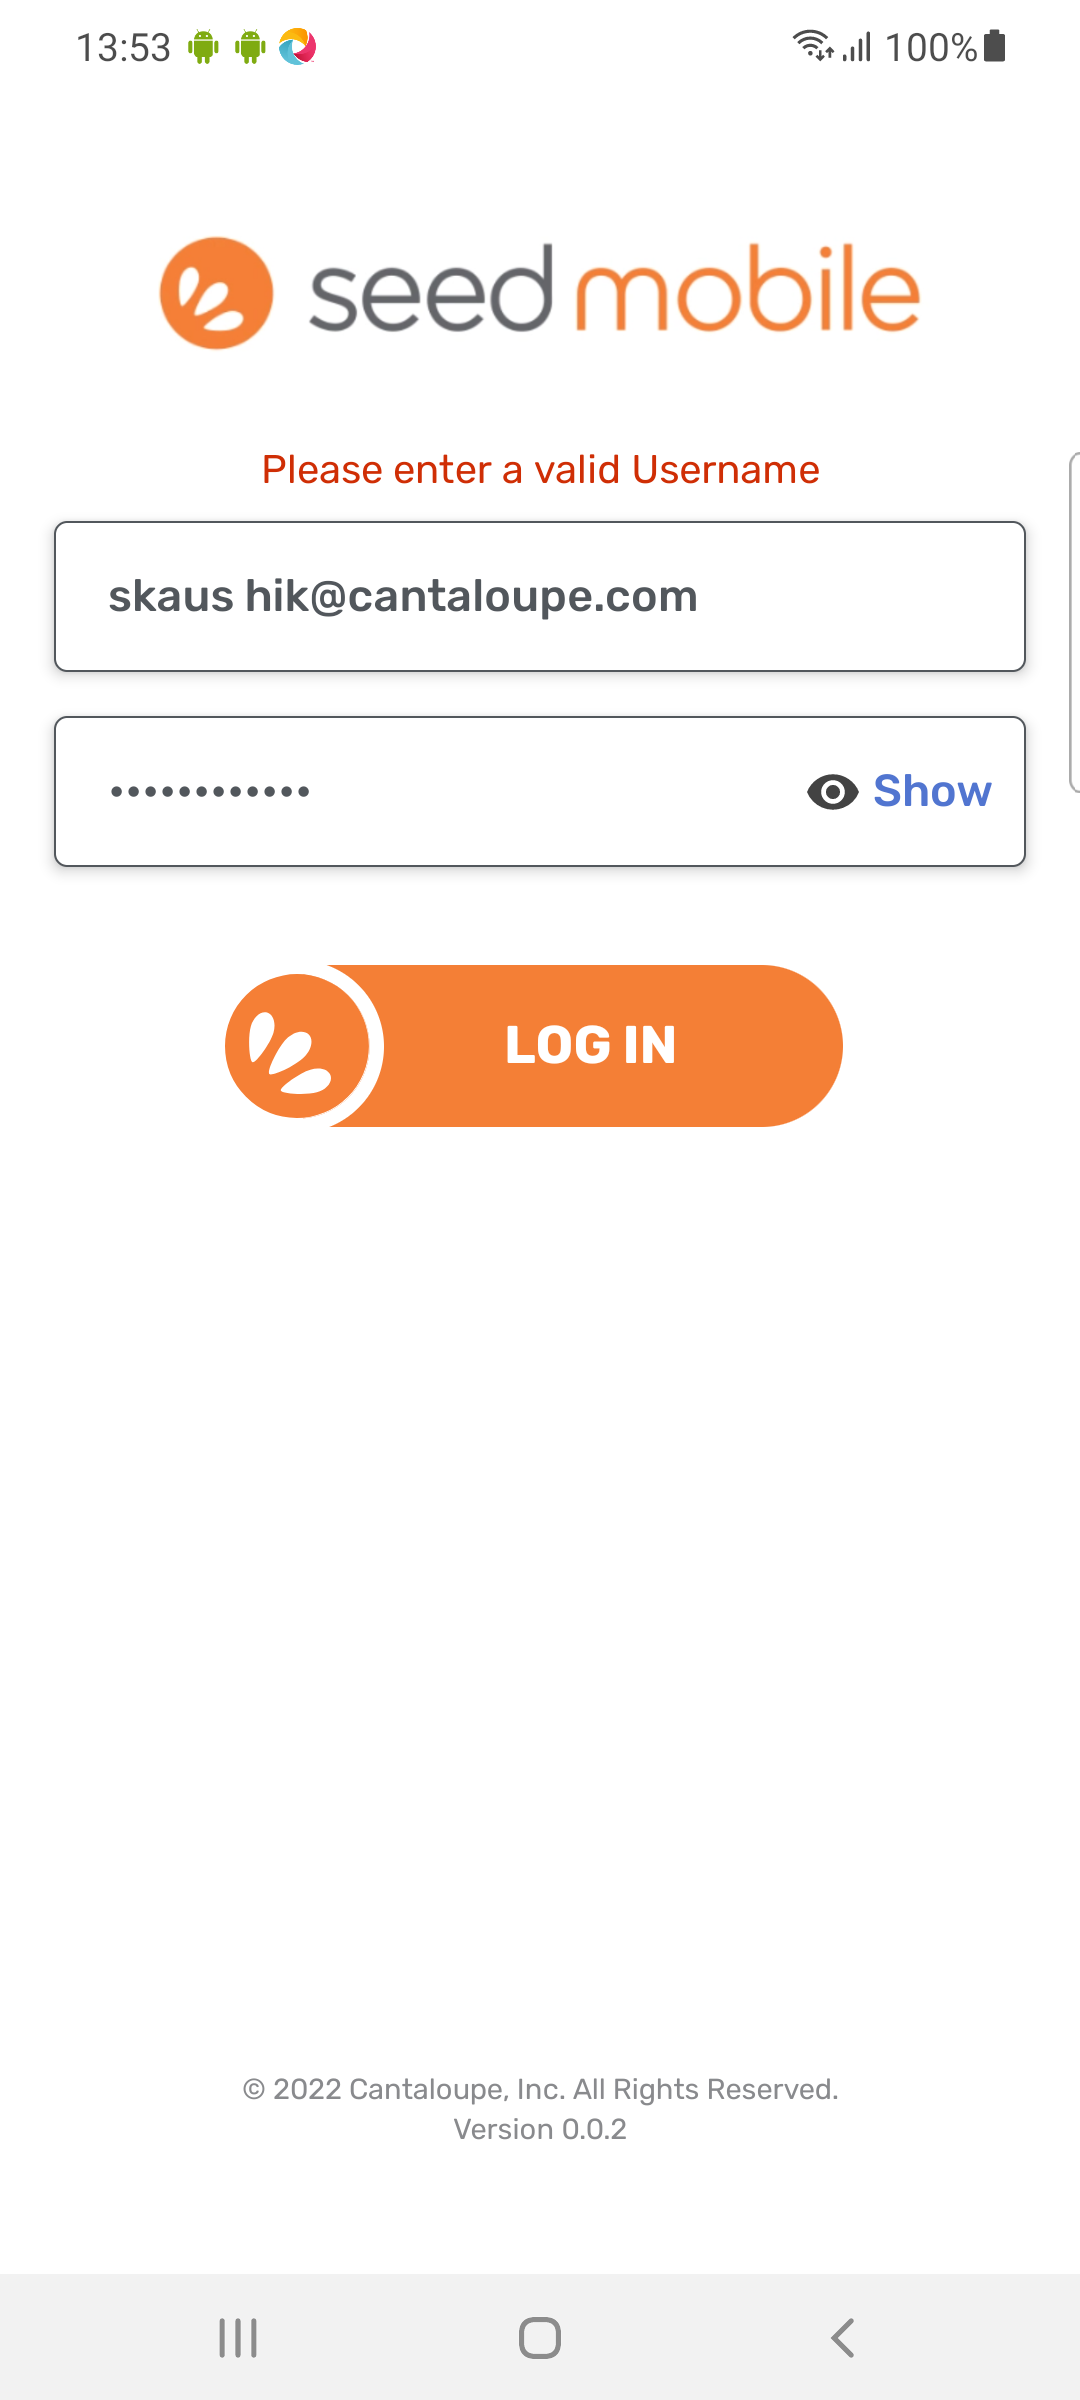 13:53 100%
seed mobile
Please enter a valid Username
skaus hik@cantaloupe.com
•••••••••••• Show
LOG IN
© 2022 Cantaloupe, Inc. All Rights Reserved.
Version 0.0.2